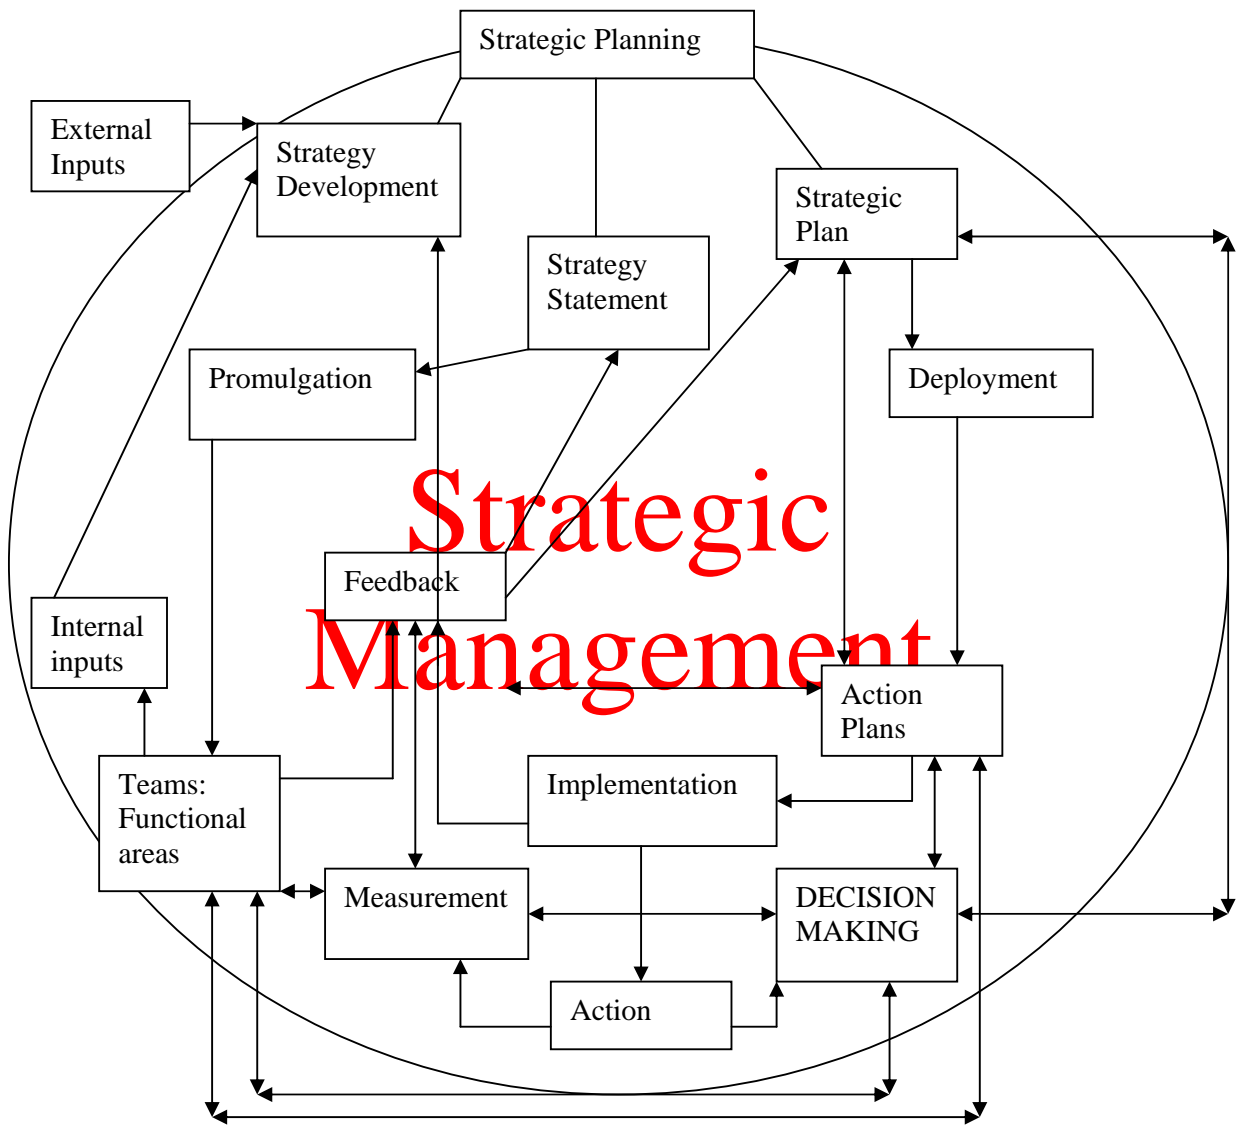 Strategic Planning
External
Inputs
Strategy
Development
Strategic
Plan
Strategy
Statement
Promulgation
Deployment
Strategic
Management
Feedback
Internal
inputs
Action
Plans
Teams:
Functional
areas
Implementation
Measurement
DECISION
MAKING
Action